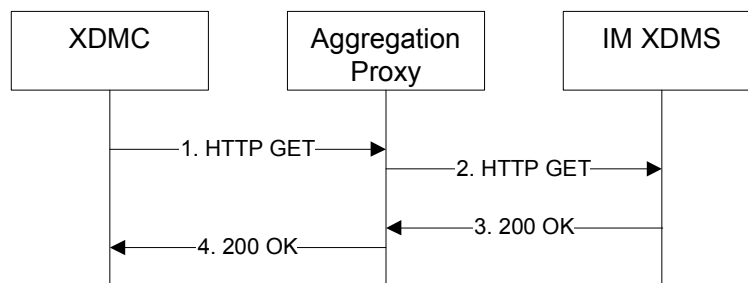 XDMC
Aggregation
Proxy
IM XDMS
1. HTTP GET
2. HTTP GET
3. 200 OK
4. 200 OK